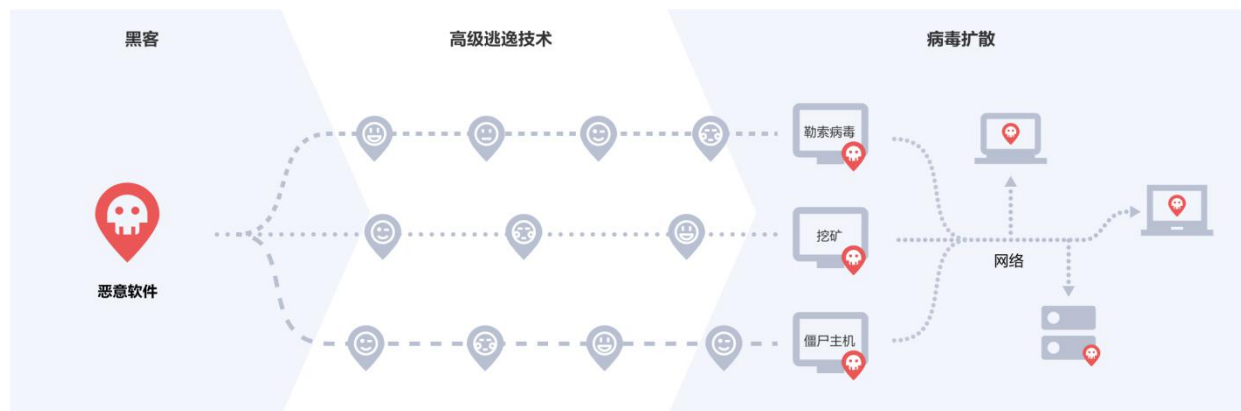 黑客
高级逃逸技术
病毒扩散
恶意软件
勒索病毒
挖矿
僵尸主机
网络